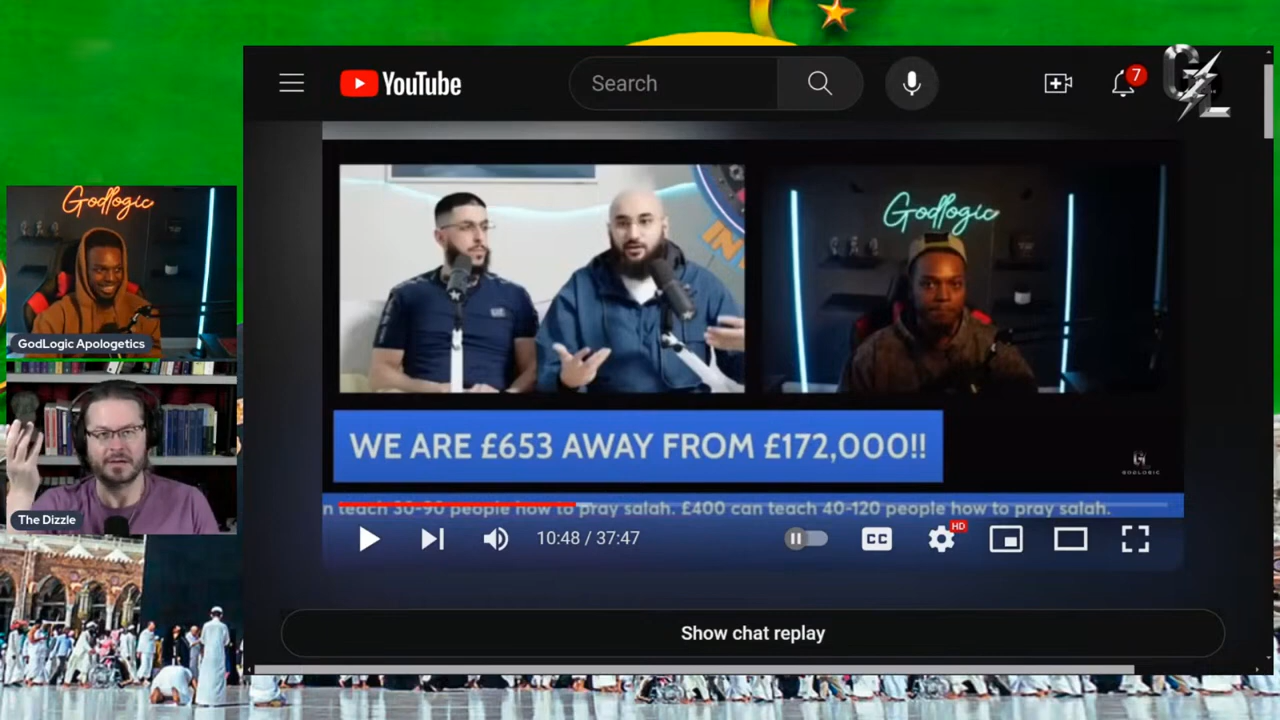 YouTube
Search
7
GL
Godlogic
Godlogic
GodLogic Apologetics
The Dizzle
WE ARE £653 AWAY FROM £172,000!!
GODLOGIC
n teach 30-90 people how to pray salah. £400 can teach 40-120 people how to pray salah.
10:48 / 37:47
CC
HD
Show chat replay